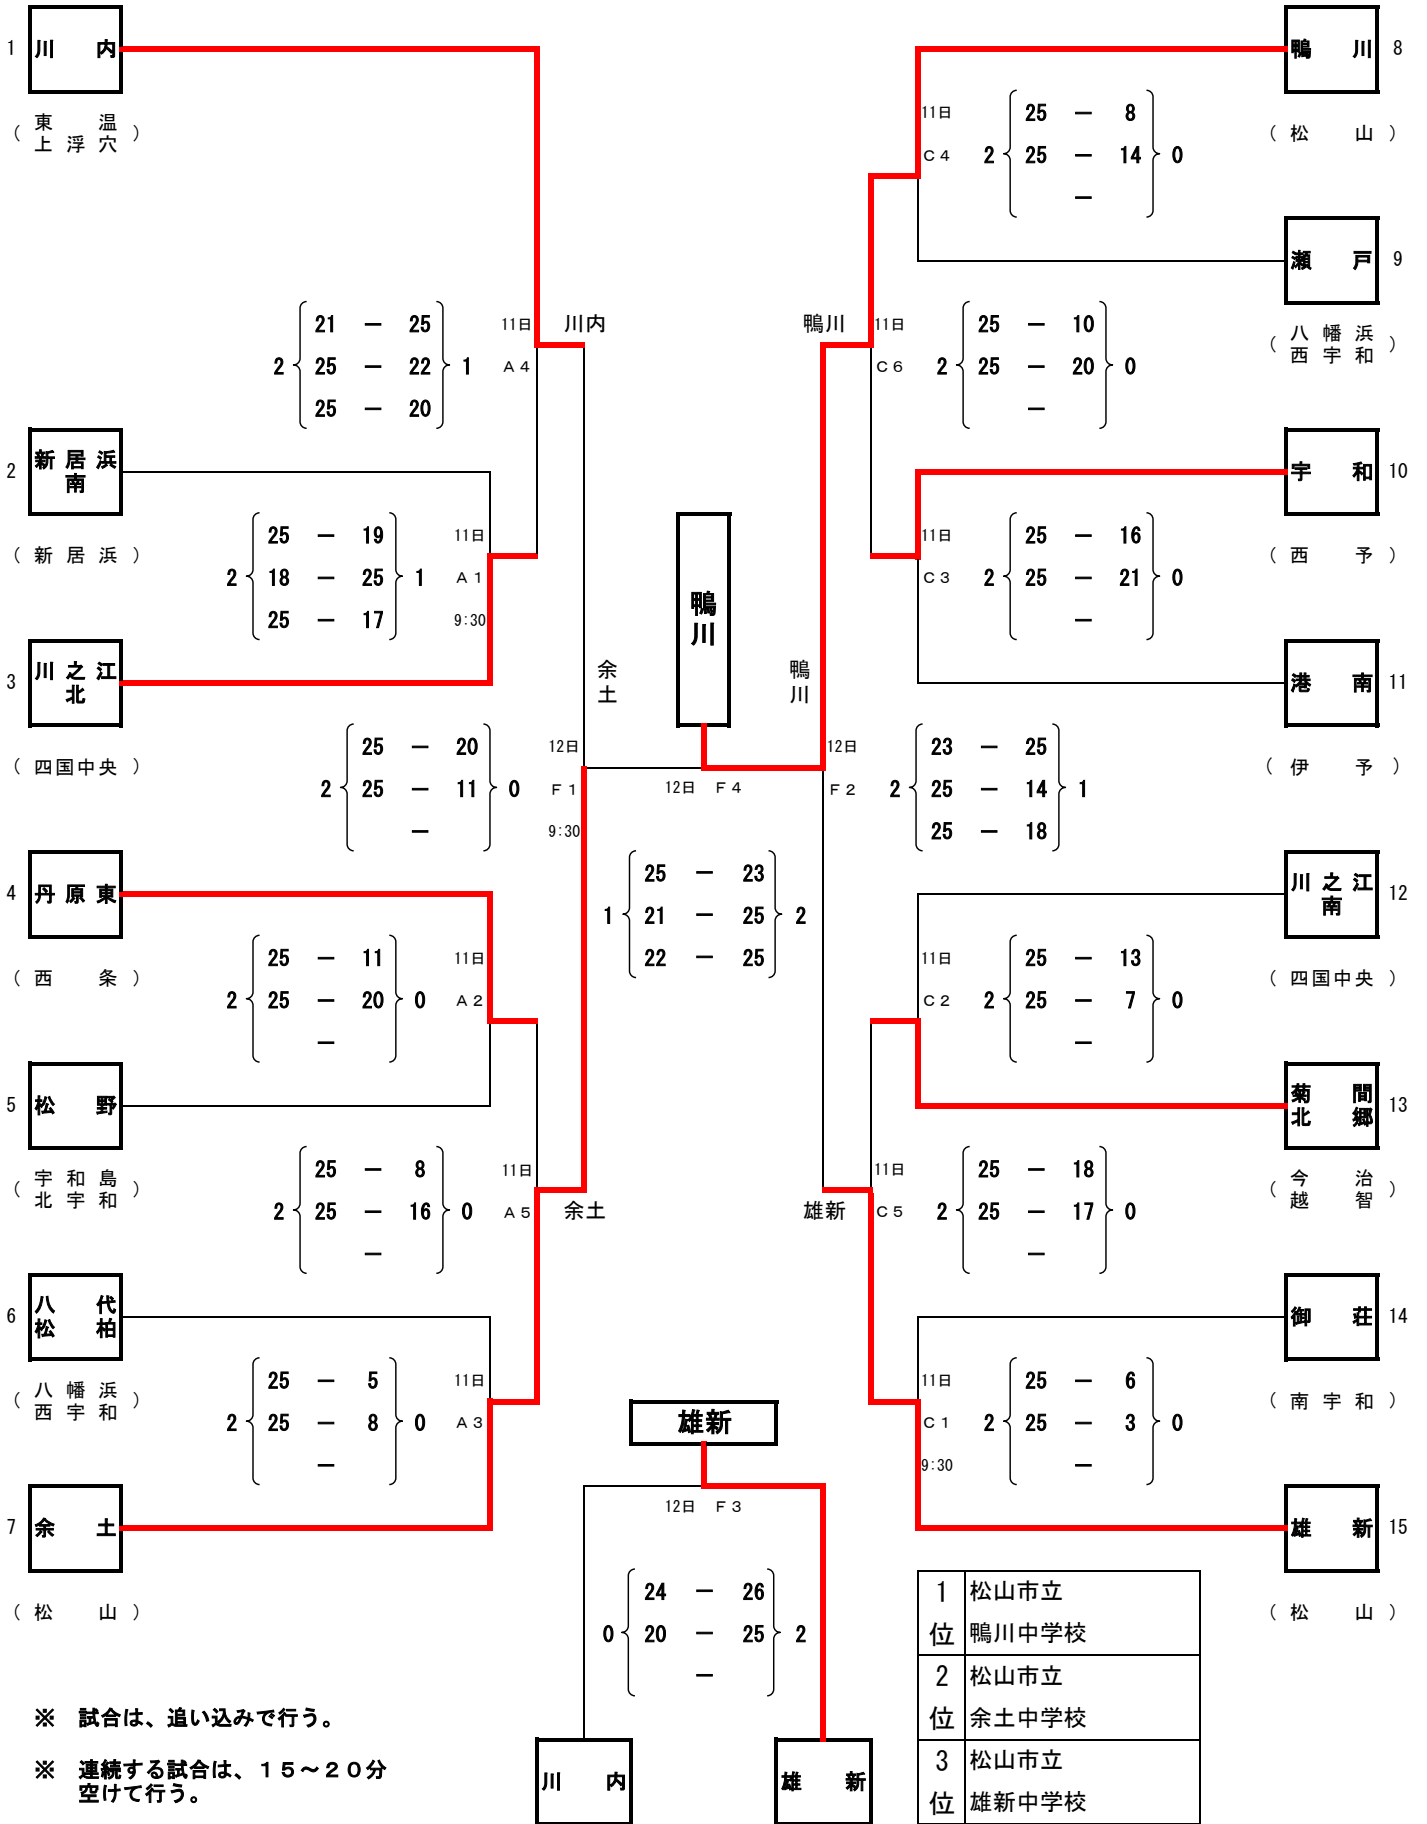 1 川 内
( 東 温 )
上 浮 穴
21 － 25
2 25 － 22 1
25 － 20
11日
A 4
川内
2 新 居 浜
南
( 新 居 浜 )
25 － 19
2 18 － 25 1
25 － 17
11日
A 1
9:30
3 川 之 江
北
( 四国中央 )
25 － 20
2 25 － 11 0
－
12日
F 1
9:30
余
土
4 丹 原 東
( 西 条 )
25 － 11
2 25 － 20 0
－
11日
A 2
5 松 野
( 宇 和 島 )
北 宇 和
25 － 8
2 25 － 16 0
－
11日
A 5
余土
6 八 代
松 柏
( 八 幡 浜 )
西 宇 和
25 － 5
2 25 － 8 0
－
11日
A 3
7 余 土
( 松 山 )
鴨
川
12日 F 4
25 － 23
1 21 － 25 2
22 － 25
鴨 川 8
( 松 山 )
11日
C 4
25 － 8
2 25 － 14 0
－
瀬 戸 9
( 八 幡 浜 )
西 宇 和
鴨川
11日
C 6
25 － 10
2 25 － 20 0
－
宇 和 10
( 西 予 )
11日
C 3
25 － 16
2 25 － 21 0
－
港 南 11
( 伊 予 )
鴨
川
12日
F 2
23 － 25
2 25 － 14 1
25 － 18
川 之 江 12
南
( 四国中央 )
11日
C 2
25 － 13
2 25 － 7 0
－
菊 間 13
北 郷
( 今 治 )
越 智
雄新
11日
C 5
25 － 18
2 25 － 17 0
－
御 荘 14
( 南 宇 和 )
11日
C 1
9:30
25 － 6
2 25 － 3 0
－
雄 新 15
( 松 山 )
雄新
12日 F 3
24 － 26
0 20 － 25 2
－
川 内
雄 新
1 松山市立
位 鴨川中学校
2 松山市立
位 余土中学校
3 松山市立
位 雄新中学校
※ 試合は、追い込みで行う。
※ 連続する試合は、１５～２０分
空けて行う。